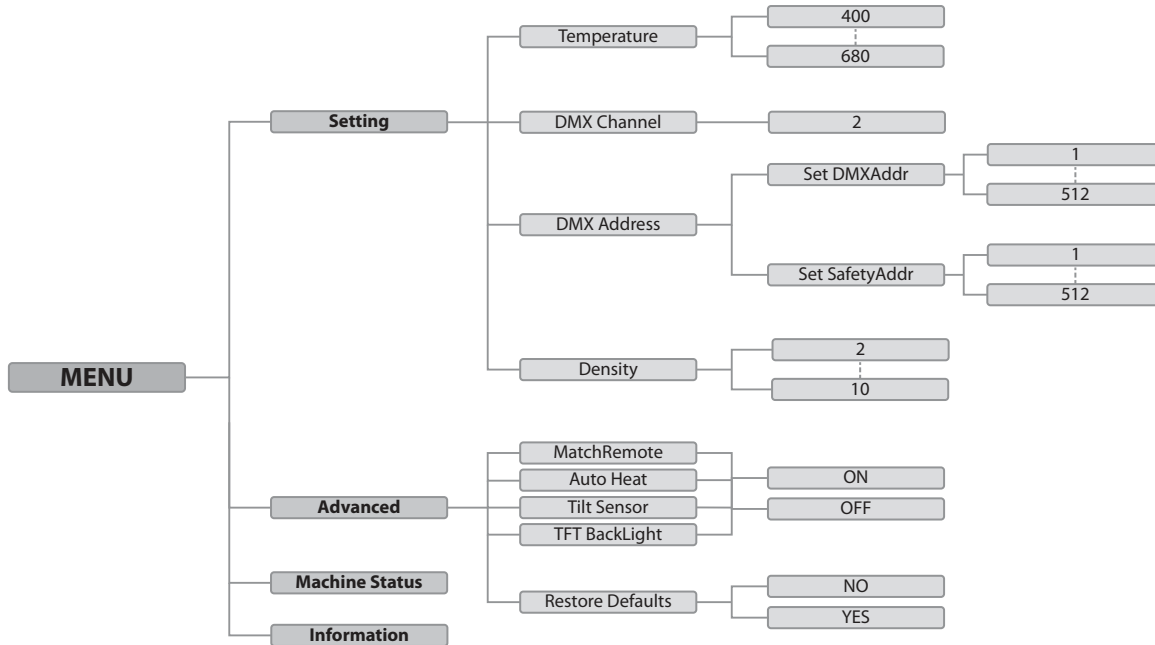 MENU
Setting
Temperature
400
680
DMX Channel
2
DMX Address
Set DMXAddr
1
512
Set SafetyAddr
1
512
Density
2
10
Advanced
MatchRemote
Auto Heat
Tilt Sensor
TFT BackLight
ON
OFF
Restore Defaults
NO
YES
Machine Status
Information